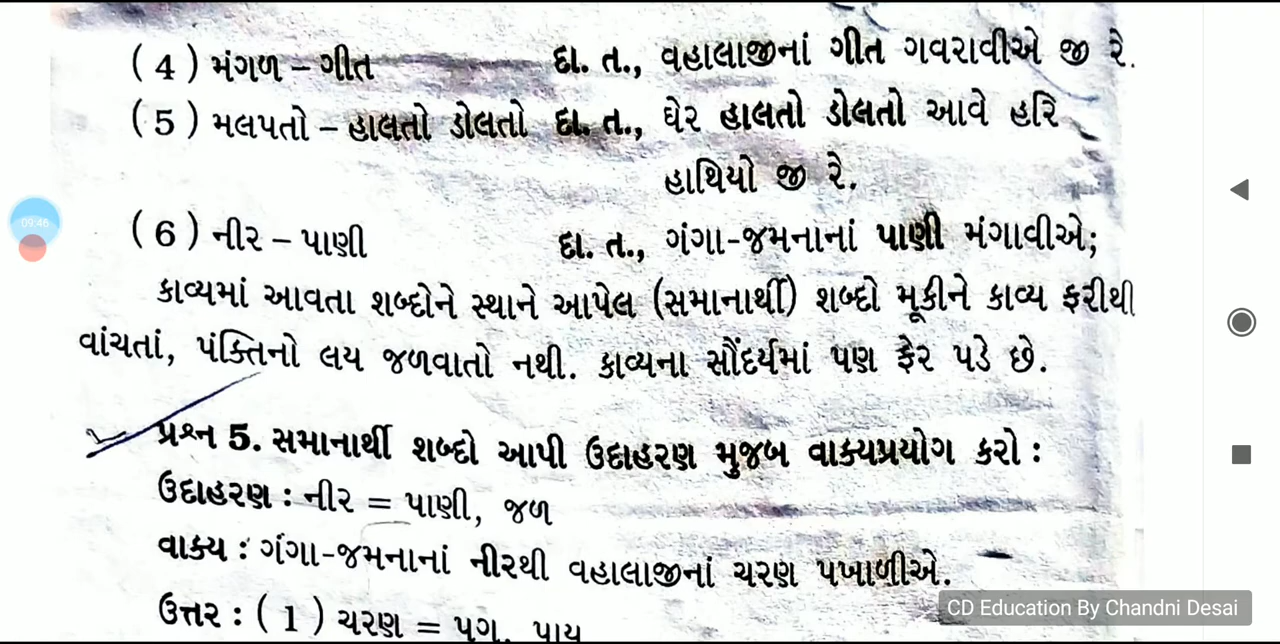 (4) મંગળ – ગીત દા. ત., વહાલાજીનાં ગીત ગવરાવીએ જી રે.
(5) મલપતો – હાલતો ડોલતો દા. ત., ઘેર હાલતો ડોલતો આવે હરિ
હાથિયો જી રે.
09:46
(6) નીર – પાણી દા. ત., ગંગા-જમનાનાં પાણી મંગાવીએ;
કાવ્યમાં આવતા શબ્દોને સ્થાને આપેલ (સમાનાર્થી) શબ્દો મૂકીને કાવ્ય ફરીથી
વાંચતાં, પંક્તિનો લય જળવાતો નથી. કાવ્યના સૌંદર્યમાં પણ ફેર પડે છે.
પ્રશ્ન 5. સમાનાર્થી શબ્દો આપી ઉદાહરણ મુજબ વાક્યપ્રયોગ કરો :
ઉદાહરણ : નીર = પાણી, જળ
વાક્ય : ગંગા-જમનાનાં નીરથી વહાલાજીનાં ચરણ પખાળીએ.
ઉત્તર : (1) ચરણ = પગ, પાય
CD Education By Chandni Desai